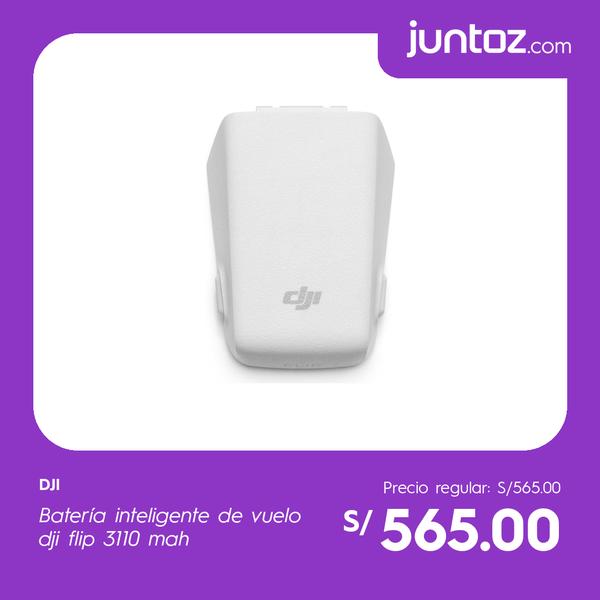 juntoz.com
dji
DJI
Batería inteligente de vuelo
dji flip 3110 mah
Precio regular: S/565.00
S/ 565.00